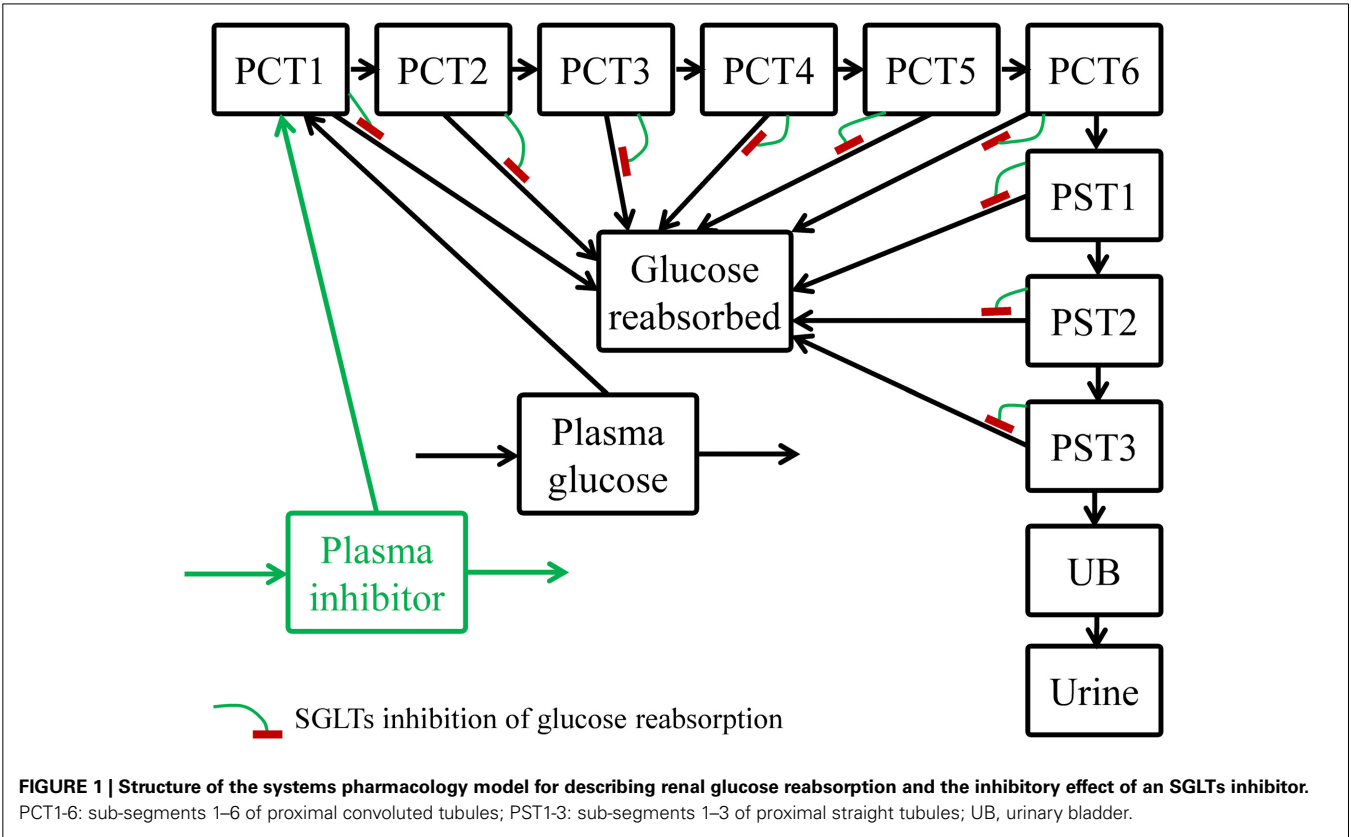 PCT1
PCT2
PCT3
PCT4
PCT5
PCT6
PST1
Glucose
reabsorbed
PST2
Plasma
glucose
PST3
Plasma
inhibitor
UB
Urine
SGLTs inhibition of glucose reabsorption
FIGURE 1 | Structure of the systems pharmacology model for describing renal glucose reabsorption and the inhibitory effect of an SGLTs inhibitor.
PCT1-6: sub-segments 1–6 of proximal convoluted tubules; PST1-3: sub-segments 1–3 of proximal straight tubules; UB, urinary bladder.